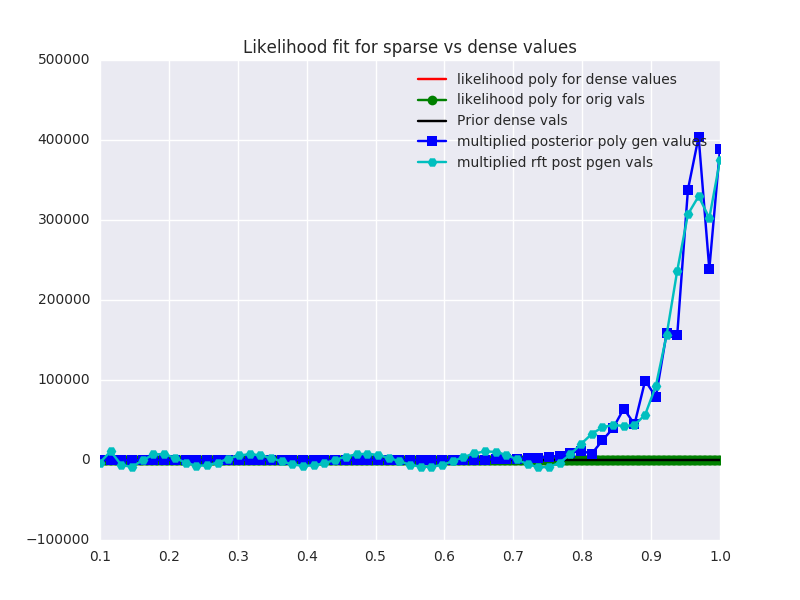 Likelihood fit for sparse vs dense values
500000
400000
300000
200000
100000
0
−100000
likelihood poly for dense values
likelihood poly for orig vals
Prior dense vals
multiplied posterior poly gen values
multiplied rft post pgen vals
0.1 0.2 0.3 0.4 0.5 0.6 0.7 0.8 0.9 1.0